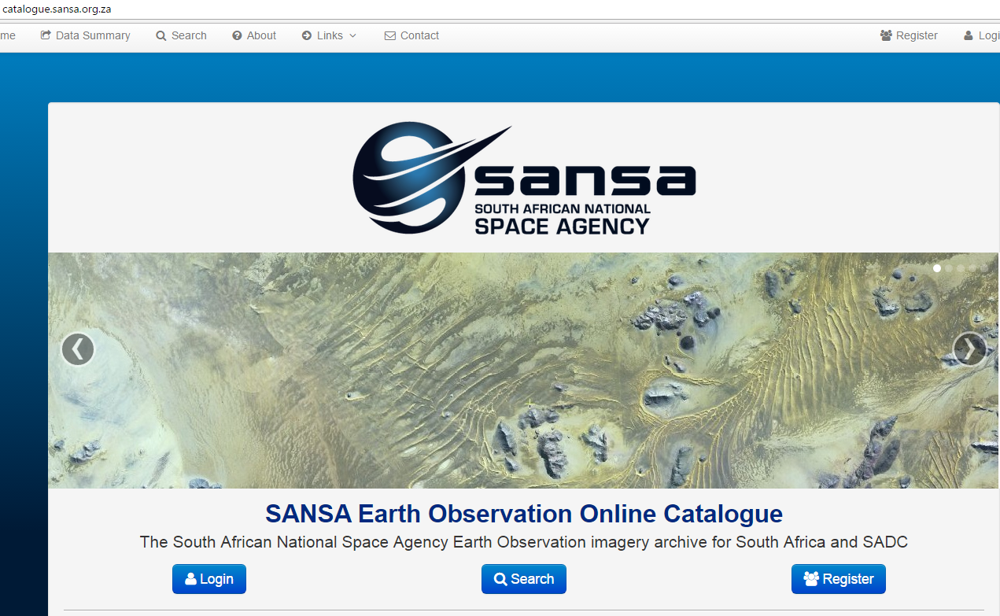 catalogue.sansa.org.za
me Data Summary Search About Links Contact Register Logi
sansa
SOUTH AFRICAN NATIONAL
SPACE AGENCY
SANSA Earth Observation Online Catalogue
The South African National Space Agency Earth Observation imagery archive for South Africa and SADC
Login Search Register